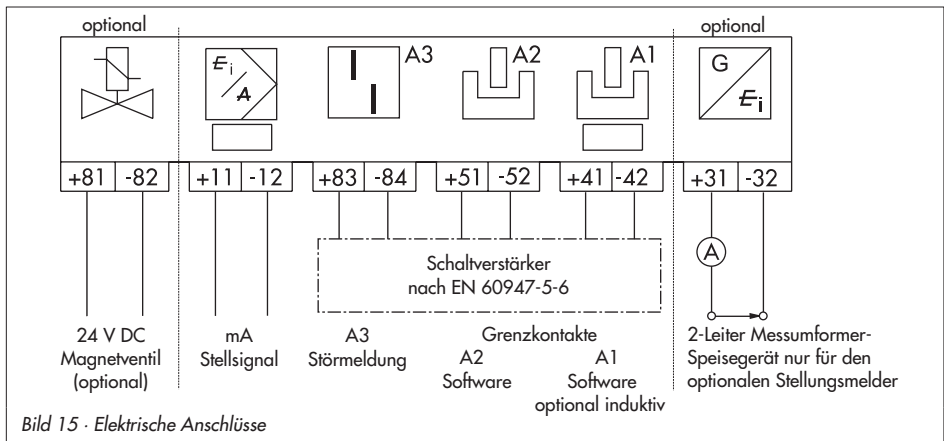 optional
optional
E i / A
A3
A2
A1
G
E i
+81 -82 +11 -12 +83 -84 +51 -52 +41 -42 +31 -32
A
Schaltverstärker
nach EN 60947-5-6
24 V DC
Magnetventil
(optional)
mA
Stellsignal
A3
Störmeldung
Grenzkontakte
A2
Software
A1
Software
optional induktiv
2-Leiter Messumformer-
Speisegerät nur für den
optionalen Stellungsmelder
Bild 15 · Elektrische Anschlüsse